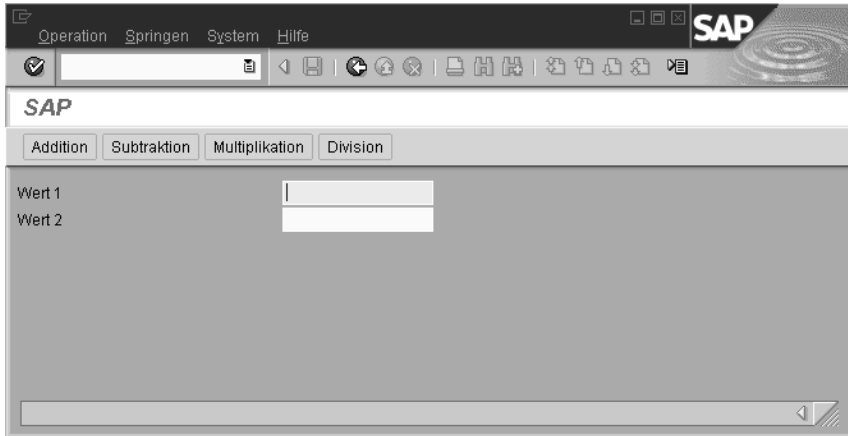 Operation Springen System Hilfe
SAP
SAP
Addition Subtraktion Multiplikation Division
Wert 1
Wert 2